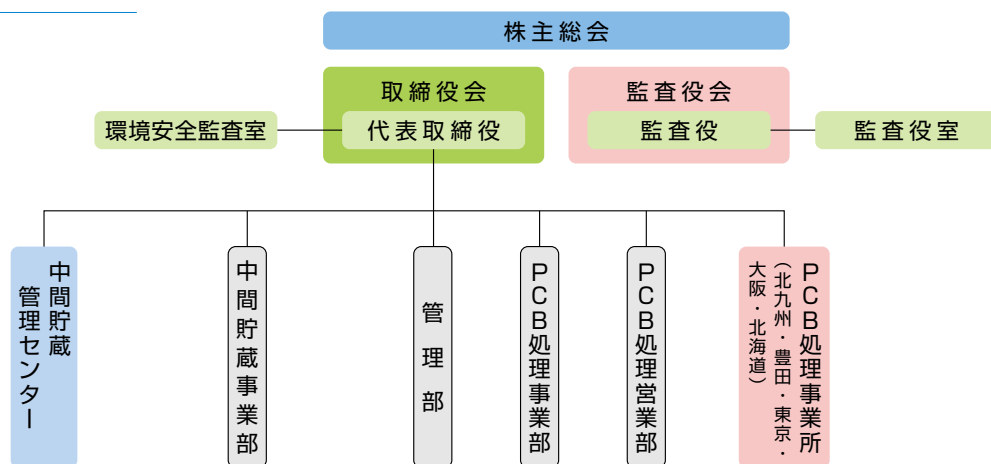 株主総会
取締役会
監査役会
環境安全監査室
代表取締役
監査役
監査役室
中間貯蔵
管理センター
中間貯蔵事業部
管理部
PCB処理事業部
PCB処理営業部
PCB処理事業所
(北九州・豊田・東京・
大阪・北海道)